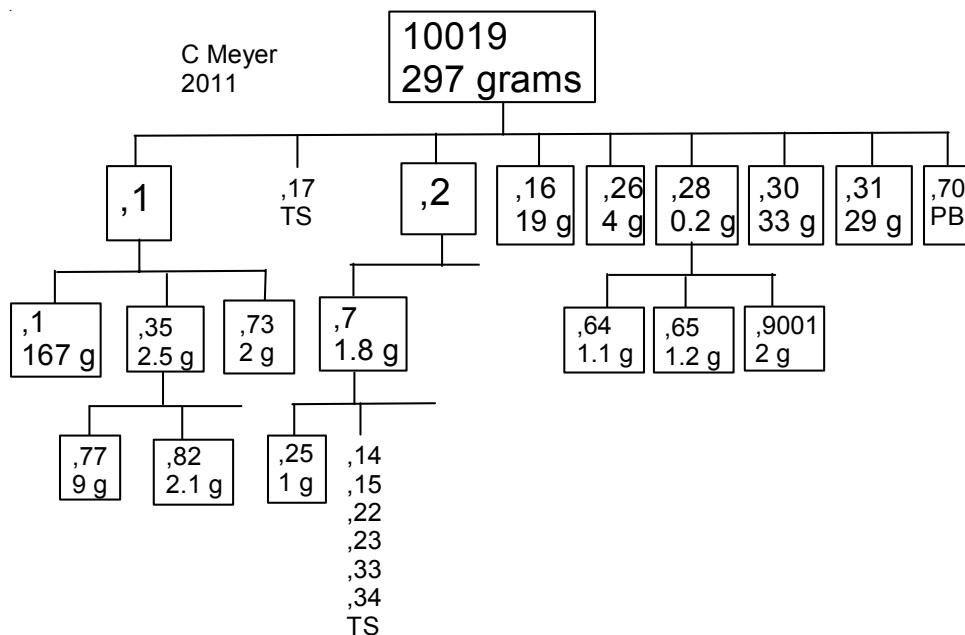 C Meyer
2011
10019
297 grams
,1
,17
TS
,2
,16
19 g
,26
4 g
,28
0.2 g
,30
33 g
,31
29 g
,70
PB
,1
167 g
,35
2.5 g
,73
2 g
,7
1.8 g
,64
1.1 g
,65
1.2 g
,9001
2 g
,77
9 g
,82
2.1 g
,25
1 g
,14
,15
,22
,23
,33
,34
TS